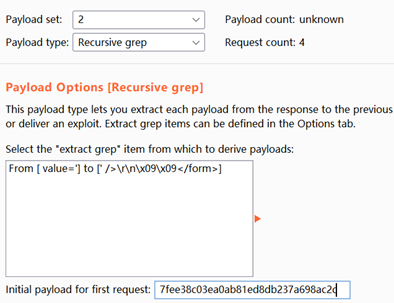 Payload set: 2 Payload count: unknown
Payload type: Recursive grep Request count: 4
Payload Options [Recursive grep]
This payload type lets you extract each payload from the response to the previous
or deliver an exploit. Extract grep items can be defined in the Options tab.
Select the "extract grep" item from which to derive payloads:
From [ value='] to [' />\r\n\x09\x09</form>]
Initial payload for first request: 7fee38c03ea0ab81ed8db237a698ac2c